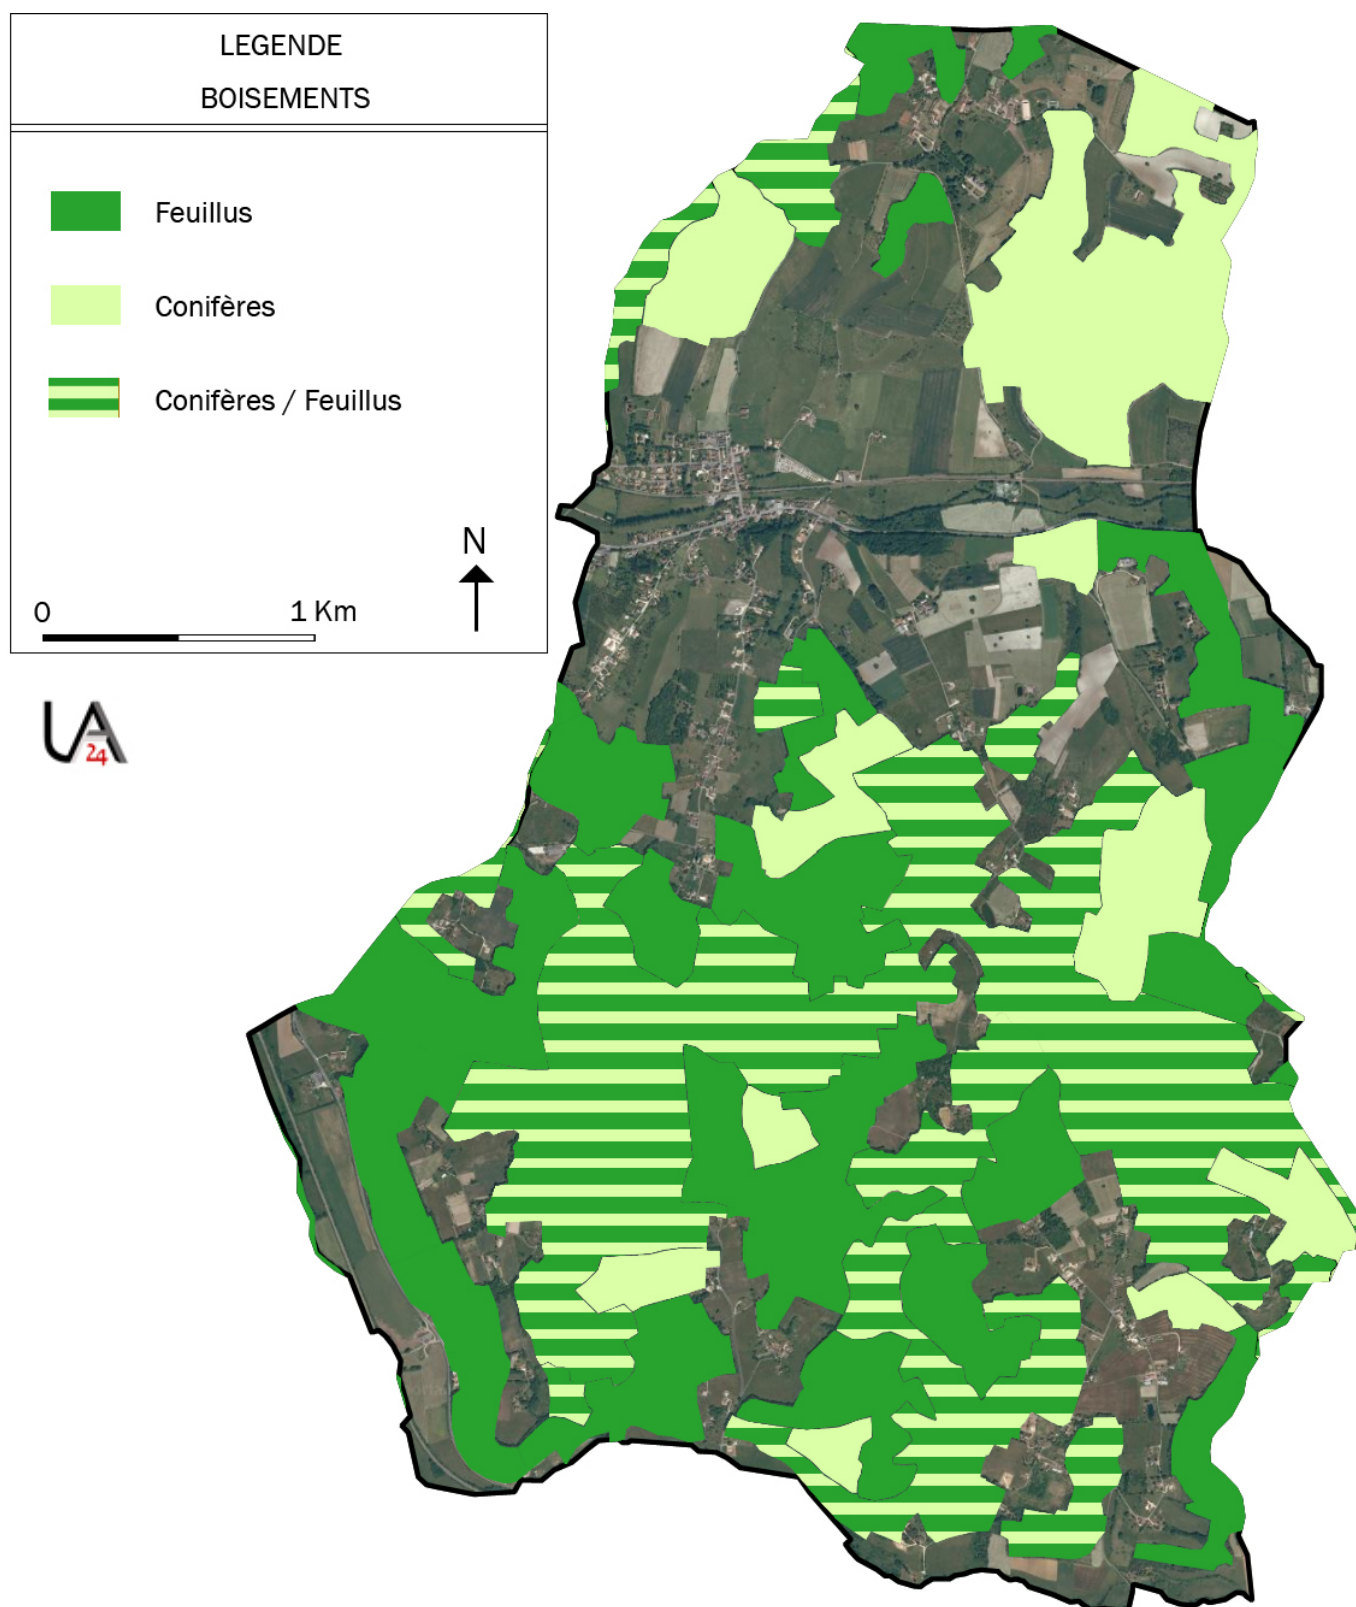 LEGENDE
BOISEMENTS
Feuillus
Conifères
Conifères / Feuillus
N
0 1 Km
UA
24